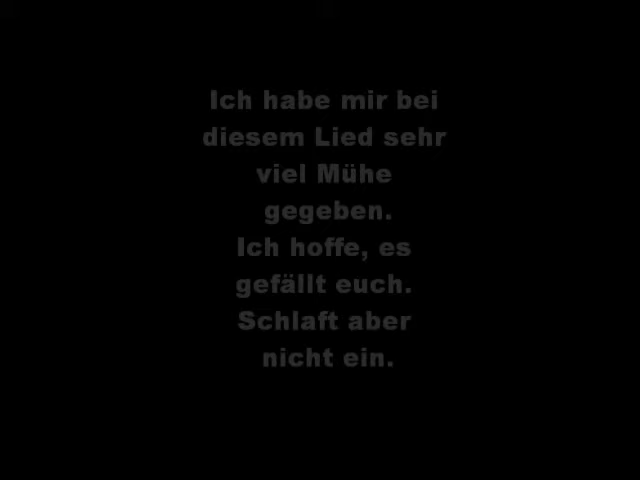 Ich habe mir bei
diesem Lied sehr
viel Mühe
gegeben.
Ich hoffe, es
gefällt euch.
Schlaft aber
nicht ein.